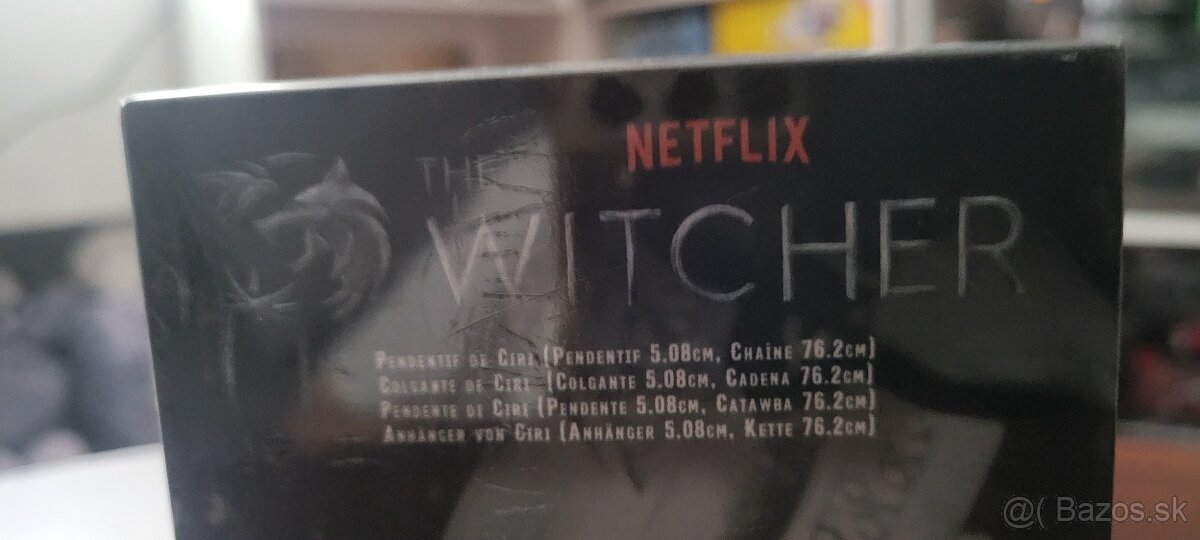 NETFLIX
THE
WITCHER
PENDENTIF DE CIRI (PENDENTIF 5.08CM, CHAÎNE 76.2CM)
COLGANTE DE CIRI (COLGANTE 5.08CM, CADENA 76.2CM)
PENDENTE DI CIRI (PENDENTE 5.08CM, CATAWBA 76.2CM)
ANHÄNGER VON CIRI (ANHÄNGER 5.08CM, KETTE 76.2CM)
@( Bazos.sk